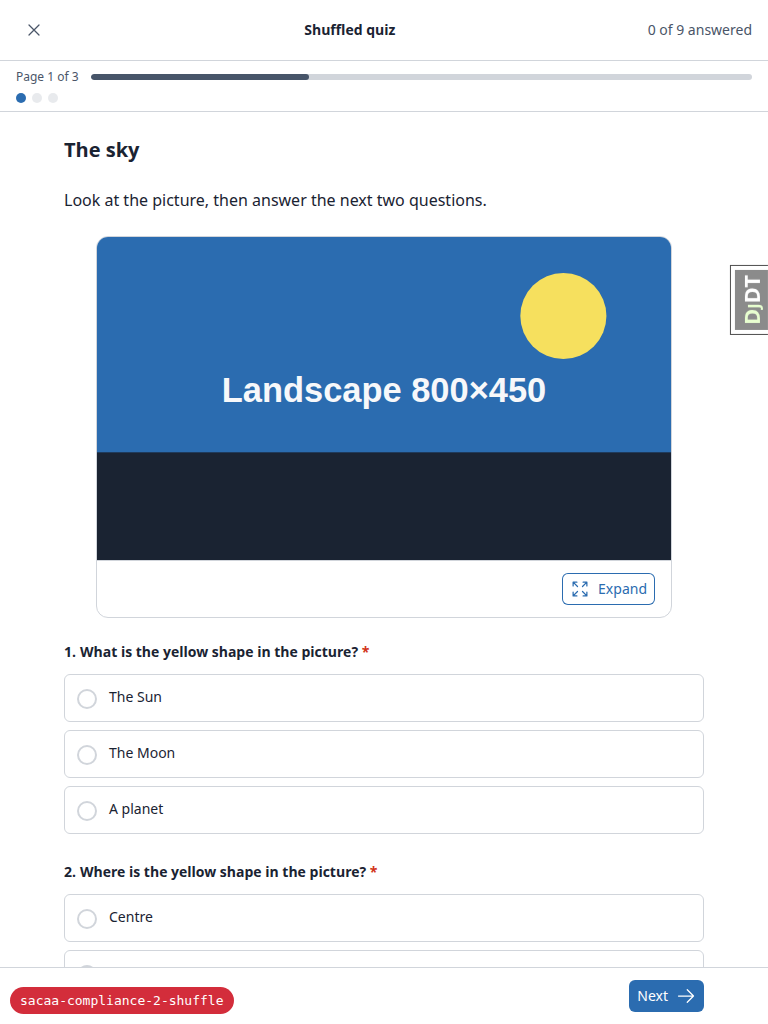 Shuffled quiz
0 of 9 answered
Page 1 of 3
The sky
Look at the picture, then answer the next two questions.
DJDT
Landscape 800×450
Expand
1. What is the yellow shape in the picture? *
The Sun
The Moon
A planet
2. Where is the yellow shape in the picture? *
Centre
sacaa-compliance-2-shuffle
Next